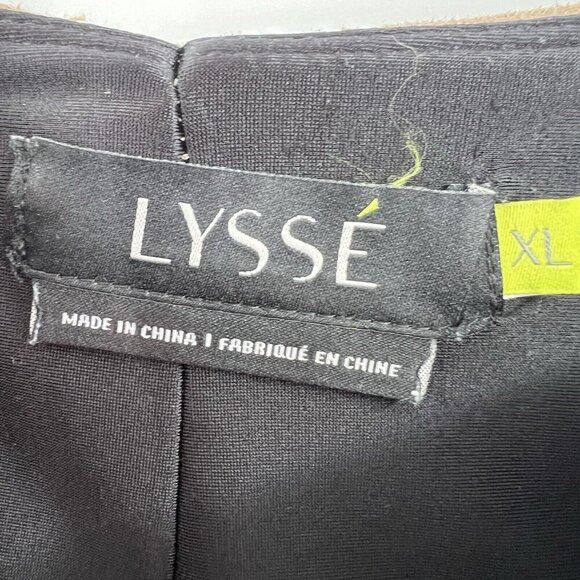 LYSSÉ
XL
MADE IN CHINA | FABRIQUÉ EN CHINE